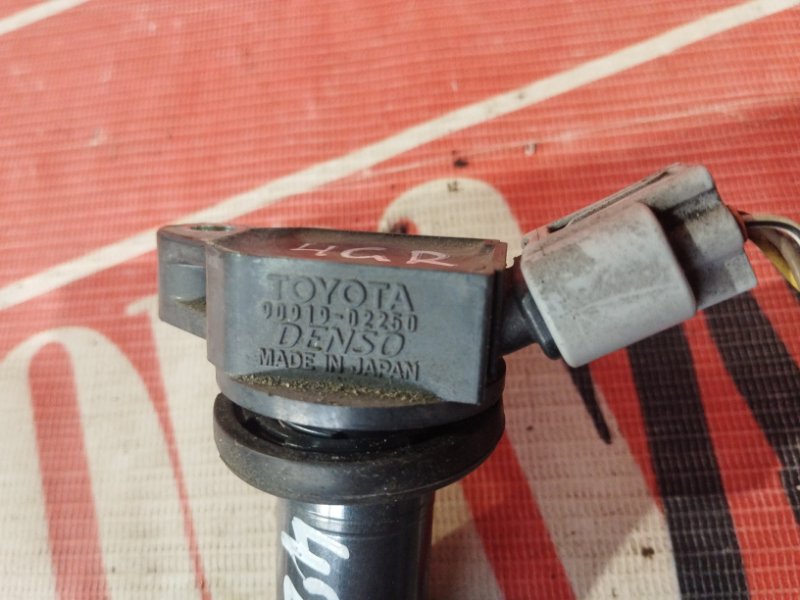 4GR
TOYOTA
90919-02250
DENSO
MADE IN JAPAN